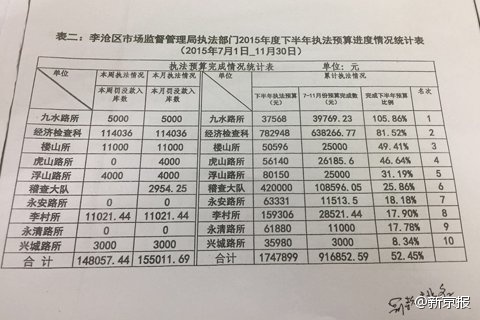 表二：李沧区市场监督管理局执法部门2015年度下半年执法预算进度情况统计表
（2015年7月1日_11月30日）
执法预算完成情况统计表 单位：元
单位 本周执法情况 本月执法情况 单位 累计执法情况 名次
本周罚没款入库数 本月罚没款入库数 下半年执法预算(元) 7-11月份预算完成数(元) 完成下半年预算比例
九水路所 5000 5000 九水路所 37568 39769.23 105.86% 1
经济检查科 114036 114036 经济检查科 782948 638266.77 81.52% 2
楼山所 11000 11000 楼山所 50596 25000 49.41% 3
虎山路所 0 4000 虎山路所 56140 26185.6 46.64% 4
浮山路所 4000 4000 浮山路所 80150 25000 31.19% 5
稽查大队 2954.25 稽查大队 420000 108596.05 25.86% 6
永安路所 0 0 永安路所 63331 11513.5 18.18% 7
李村所 11021.44 11021.44 李村所 159306 28521.44 17.90% 8
永清路所 0 0 永清路所 61880 11000 17.78% 9
兴城路所 3000 3000 兴城路所 35980 3000 8.34% 10
合计 148057.44 155011.69 合计 1747899 916852.59 52.45%
@新京报